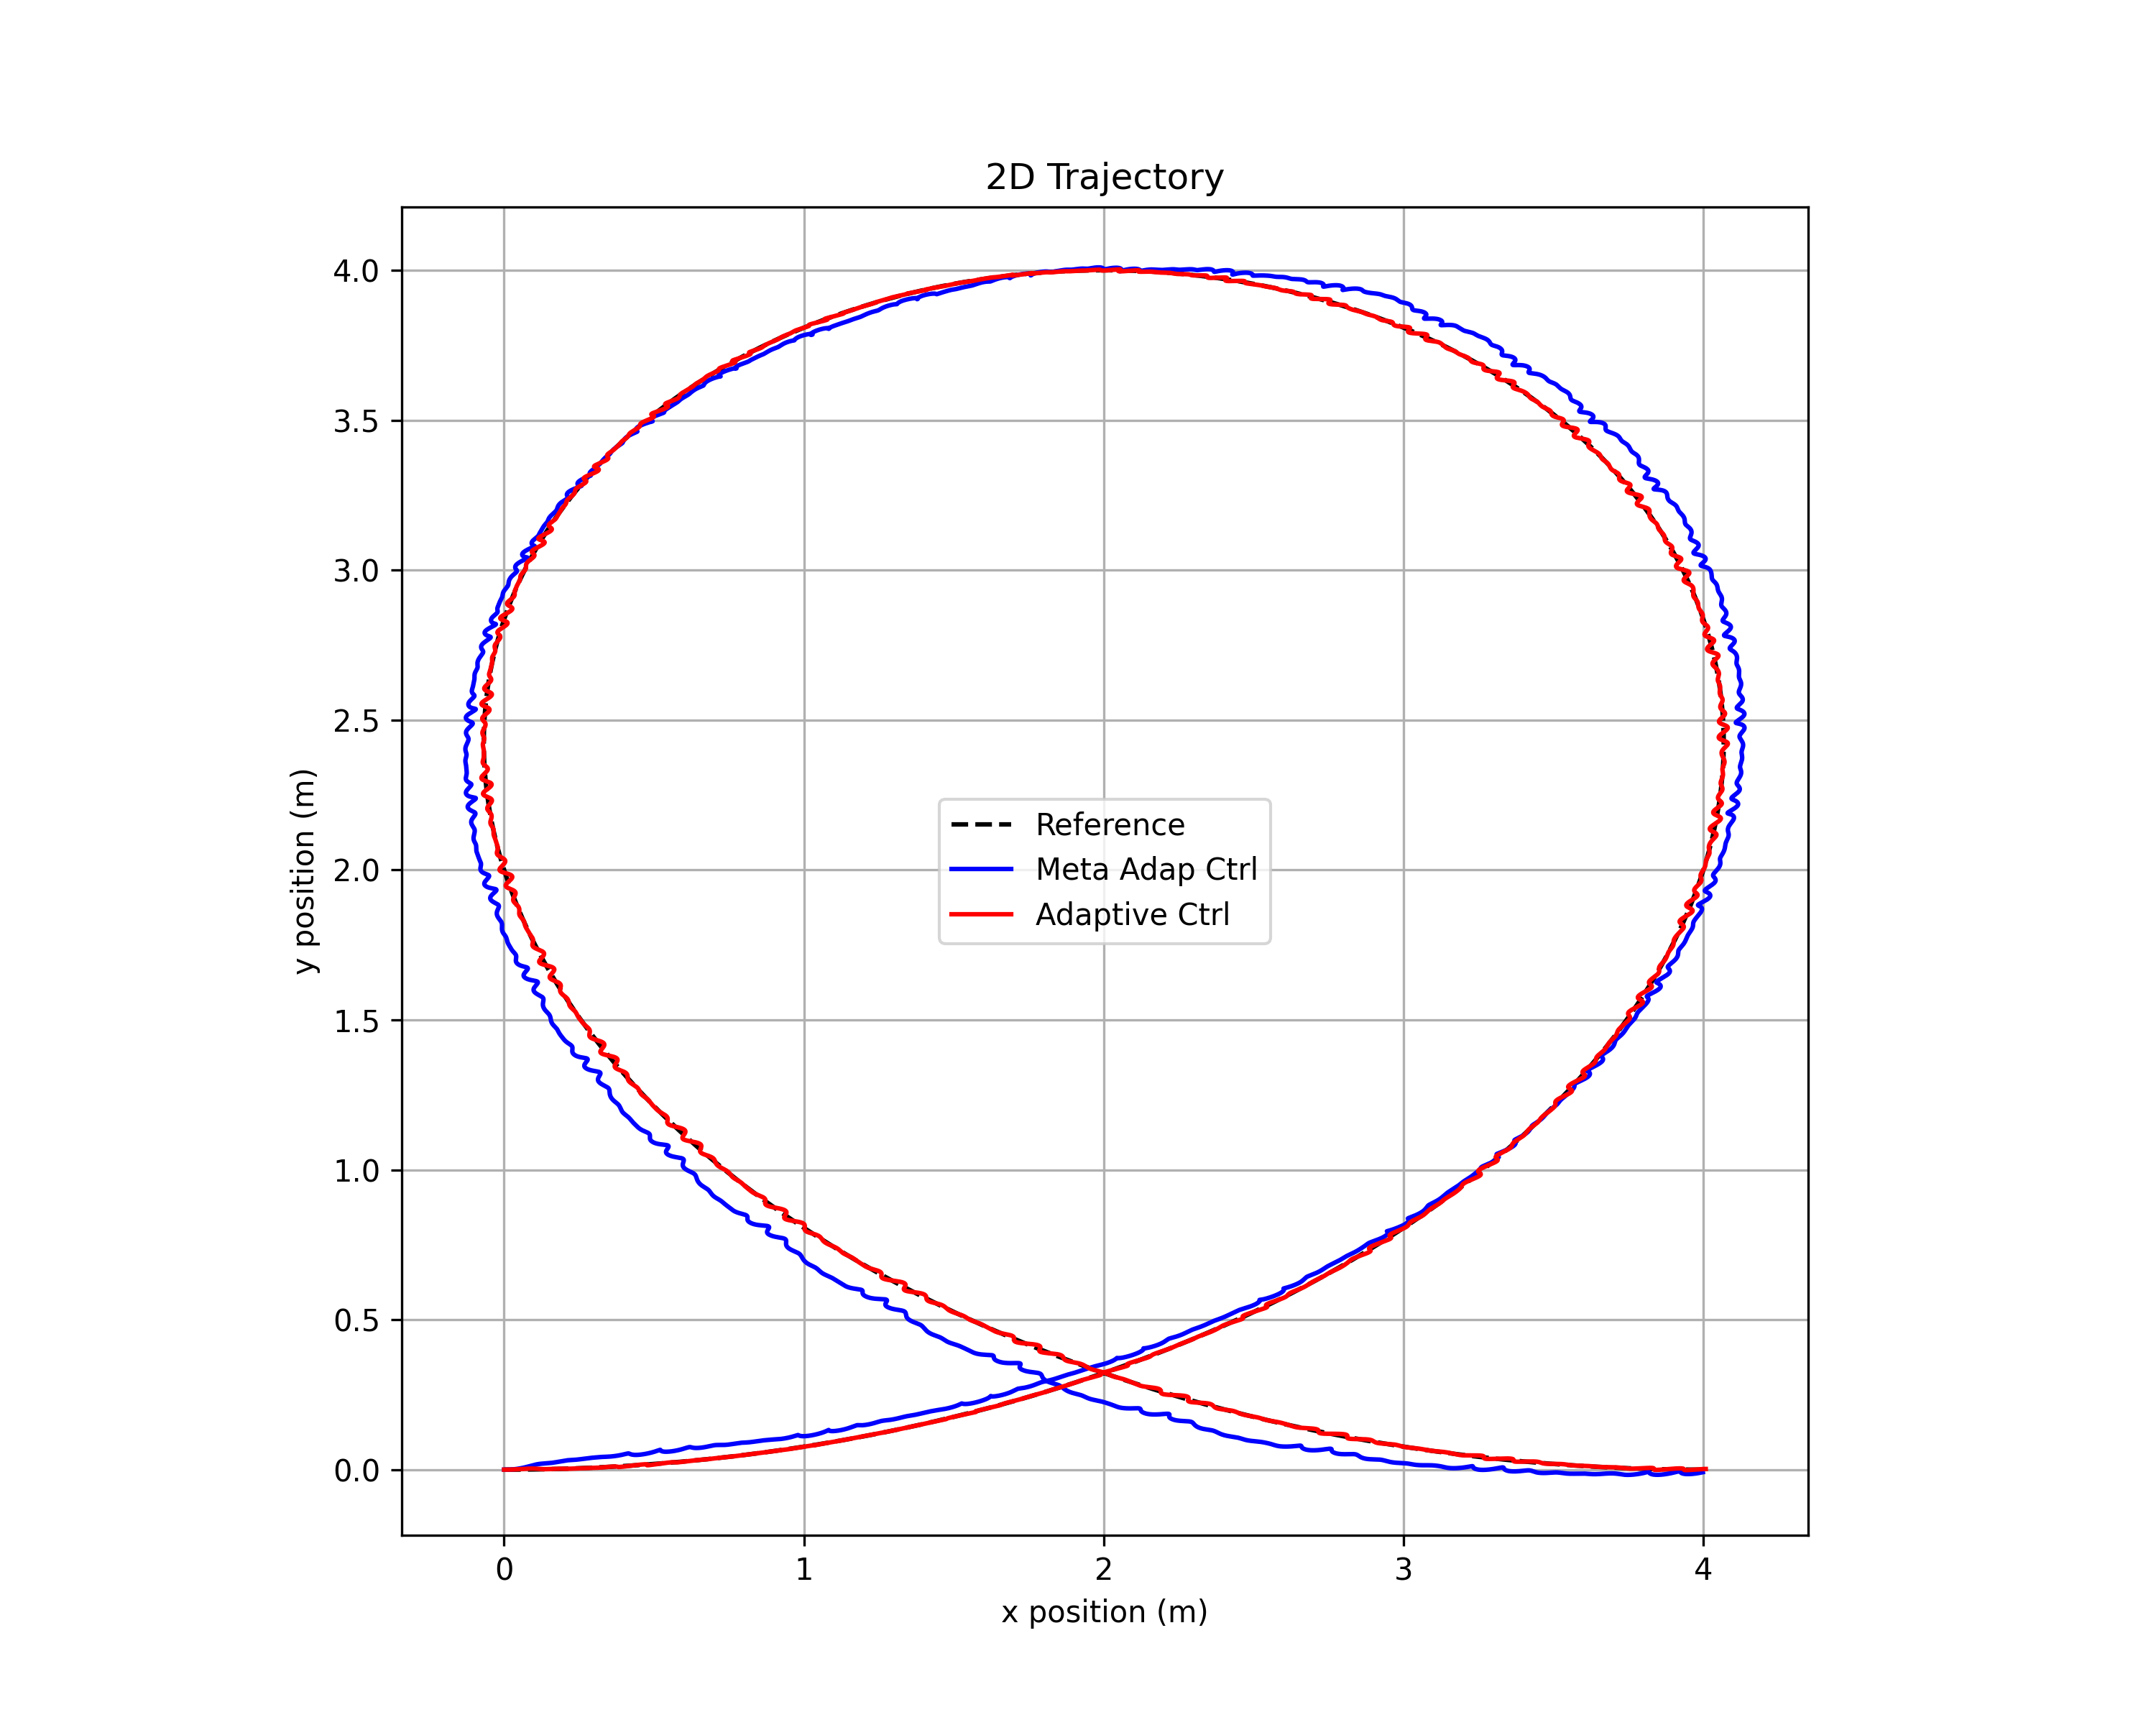 2D Trajectory
4.0
3.5
3.0
2.5
2.0
1.5
1.0
0.5
0.0
y position (m)
Reference
Meta Adap Ctrl
Adaptive Ctrl
0 1 2 3 4
x position (m)